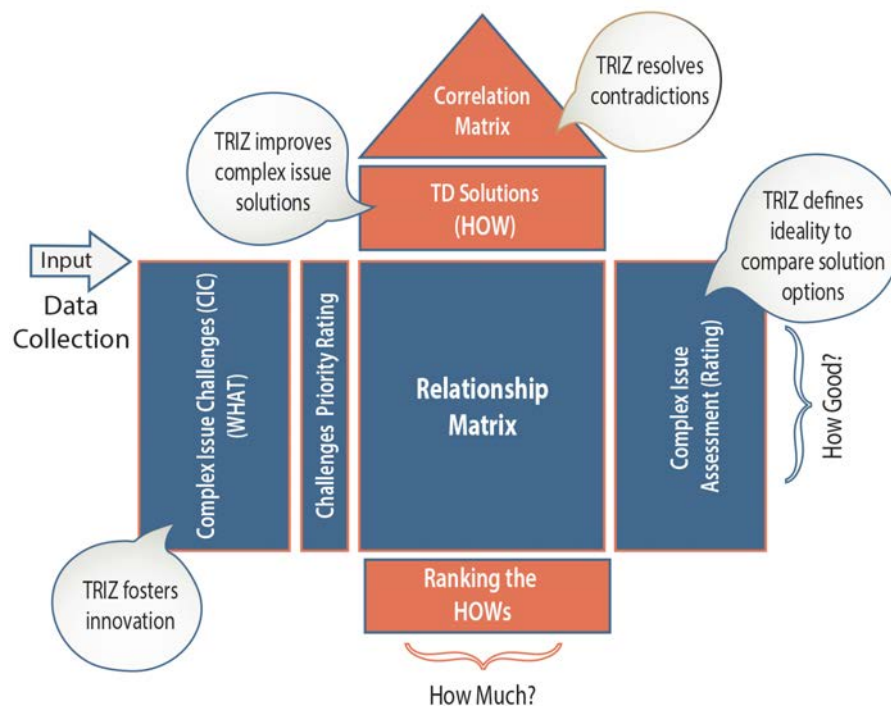 TRIZ resolves
contradictions
Correlation
Matrix
TRIZ improves
complex issue
solutions
TD Solutions
(HOW)
TRIZ defines
ideality to
compare solution
options
Input
Data
Collection
Complex Issue Challenges (CIC)
(WHAT)
Challenges Priority Rating
Relationship
Matrix
Complex Issue
Assessment (Rating)
How Good?
TRIZ fosters
innovation
Ranking the
HOWs
How Much?